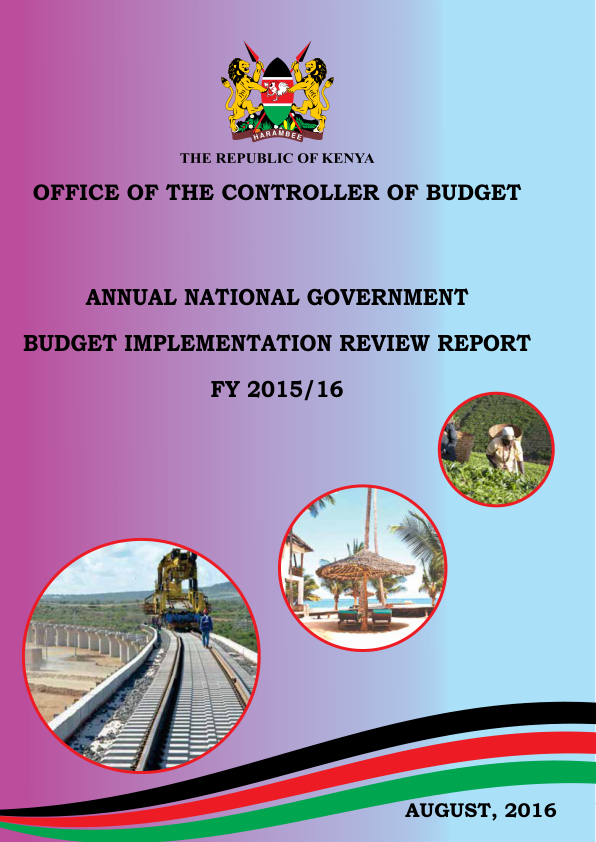 HARAMBEE
THE REPUBLIC OF KENYA
OFFICE OF THE CONTROLLER OF BUDGET
ANNUAL NATIONAL GOVERNMENT
BUDGET IMPLEMENTATION REVIEW REPORT
FY 2015/16
AUGUST, 2016